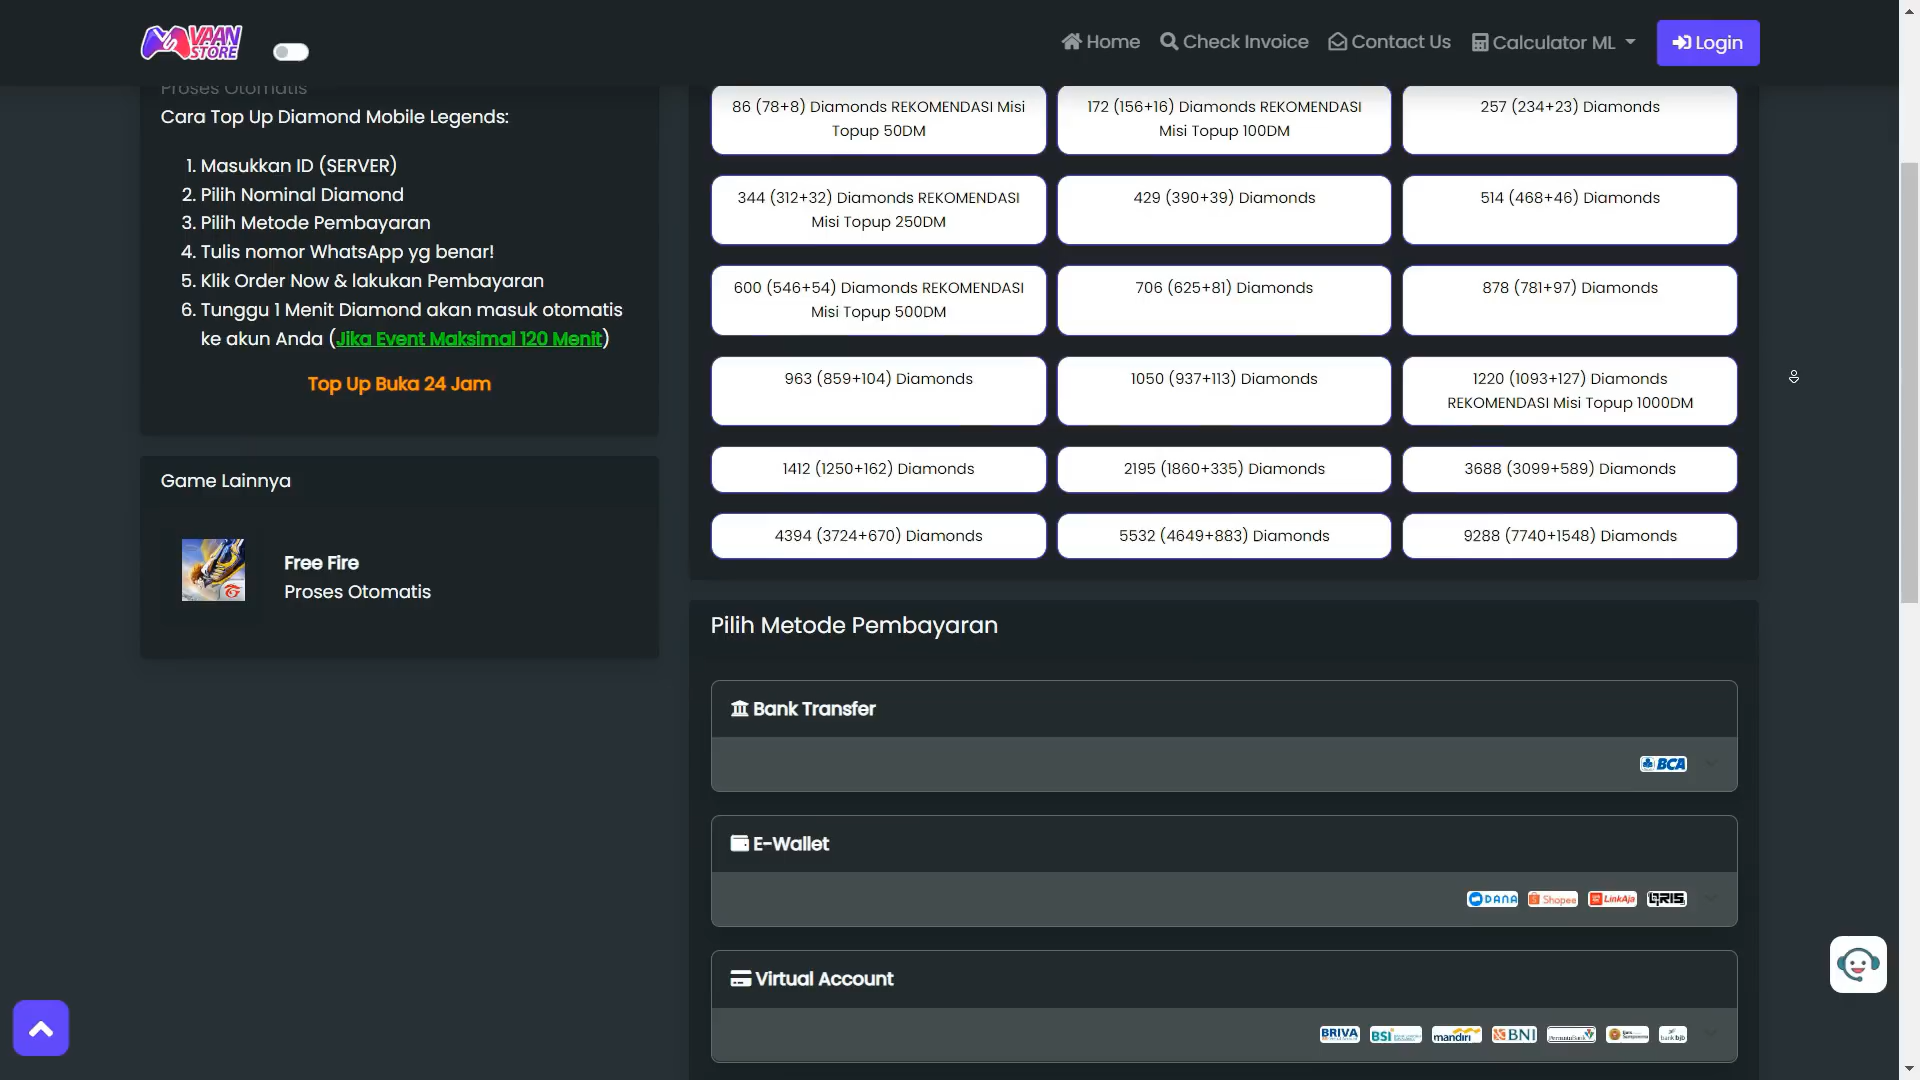 VAAN
STORE
Home
Check Invoice
Contact Us
Calculator ML
Login
Proses Otomatis
Cara Top Up Diamond Mobile Legends:
1. Masukkan ID (SERVER)
2. Pilih Nominal Diamond
3. Pilih Metode Pembayaran
4. Tulis nomor WhatsApp yg benar!
5. Klik Order Now & lakukan Pembayaran
6. Tunggu 1 Menit Diamond akan masuk otomatis
ke akun Anda (Jika Event Maksimal 120 Menit)
Top Up Buka 24 Jam
Game Lainnya
Free Fire
Proses Otomatis
86 (78+8) Diamonds REKOMENDASI Misi
Topup 50DM
172 (156+16) Diamonds REKOMENDASI
Misi Topup 100DM
257 (234+23) Diamonds
344 (312+32) Diamonds REKOMENDASI
Misi Topup 250DM
429 (390+39) Diamonds
514 (468+46) Diamonds
600 (546+54) Diamonds REKOMENDASI
Misi Topup 500DM
706 (625+81) Diamonds
878 (781+97) Diamonds
963 (859+104) Diamonds
1050 (937+113) Diamonds
1220 (1093+127) Diamonds
REKOMENDASI Misi Topup 1000DM
1412 (1250+162) Diamonds
2195 (1860+335) Diamonds
3688 (3099+589) Diamonds
4394 (3724+670) Diamonds
5532 (4649+883) Diamonds
9288 (7740+1548) Diamonds
Pilih Metode Pembayaran
Bank Transfer
BCA
E-Wallet
DANA
Shopee
LinkAja
QRIS
Virtual Account
BRIVA
BSI
mandiri
BNI
PermataBank
bank bjb